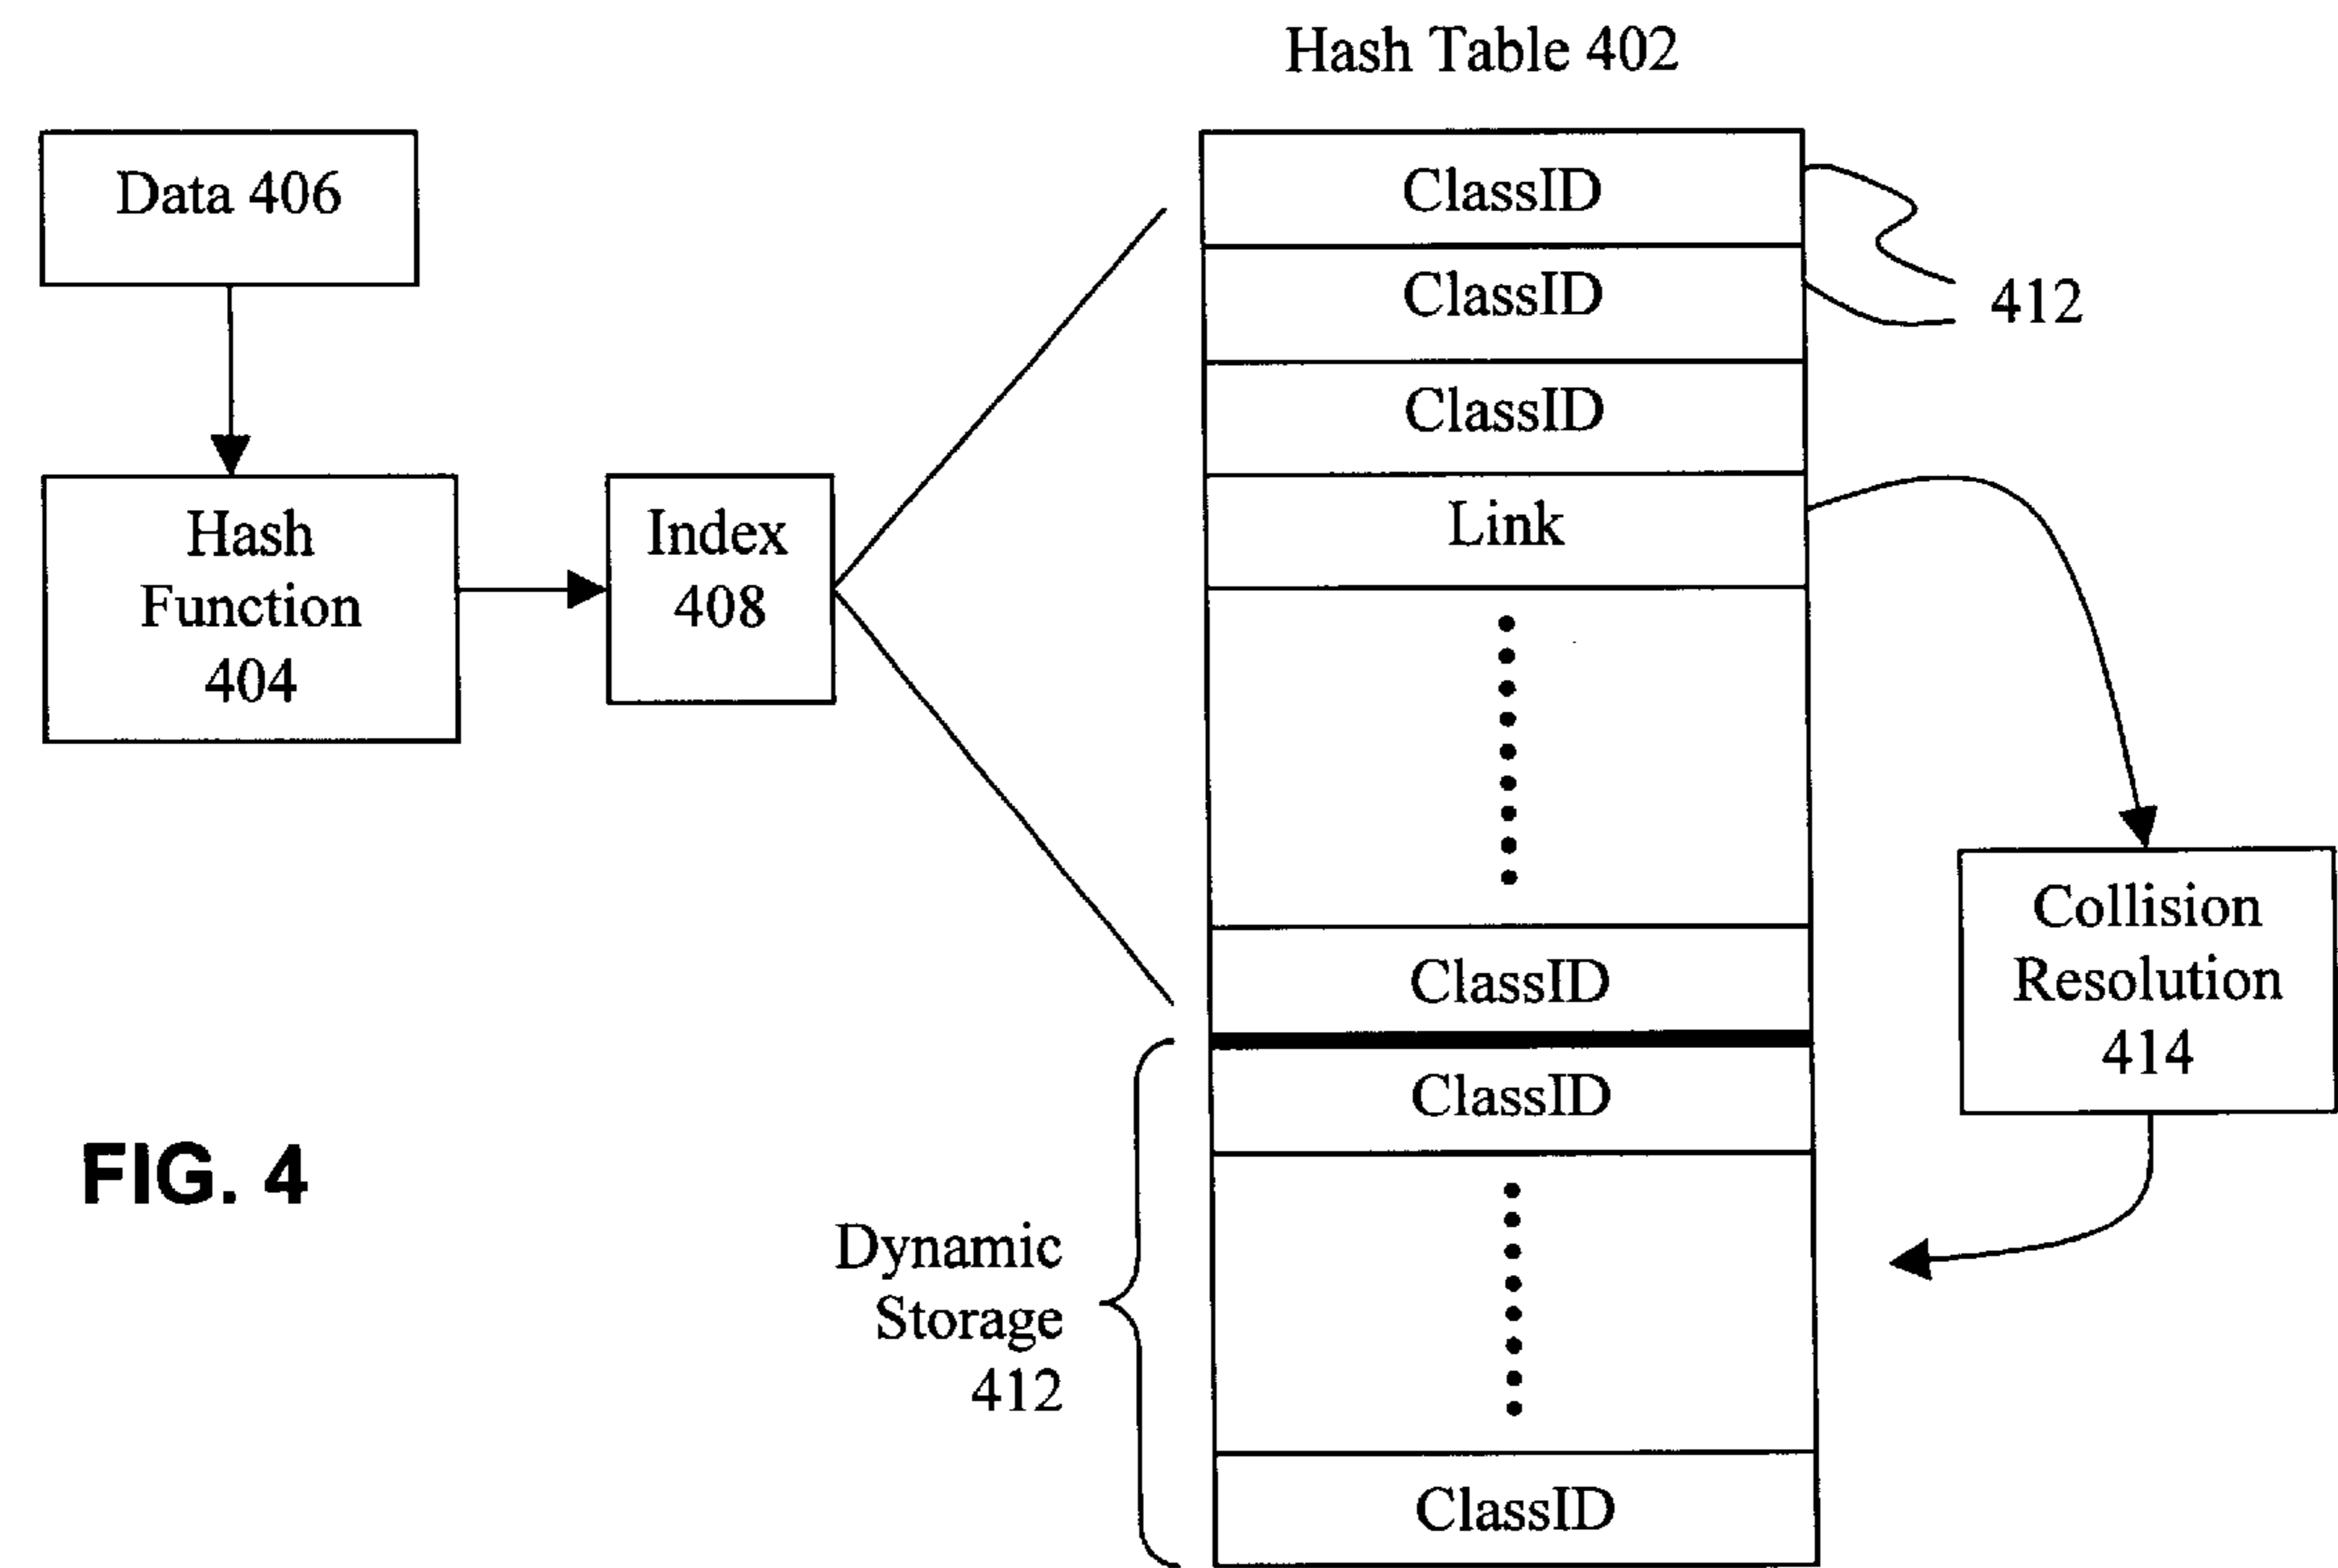 Hash Table 402
Data 406
Hash
Function
404
Index
408
ClassID
ClassID
ClassID
Link
ClassID
ClassID
ClassID
412
Collision
Resolution
414
Dynamic
Storage
412
FIG. 4